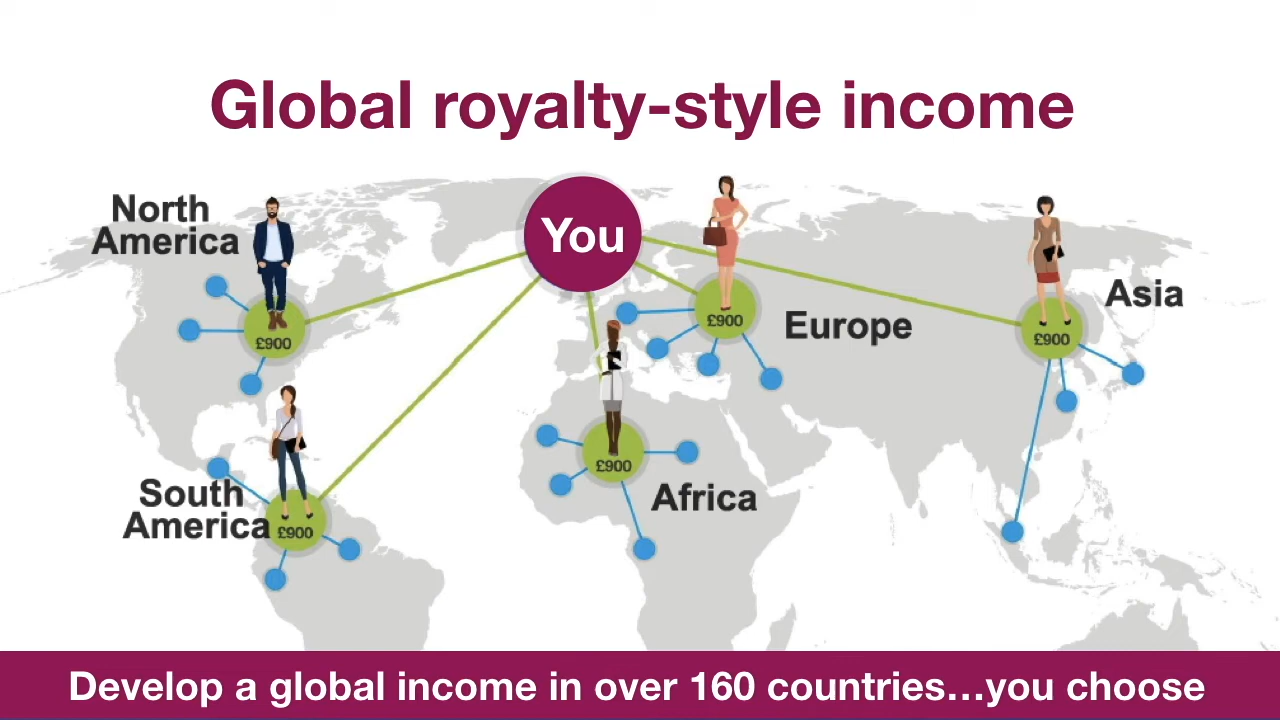 Global royalty-style income
North
America
You
Asia
Europe
£900
£900
£900
£900
South
America
Africa
£900
Develop a global income in over 160 countries...you choose